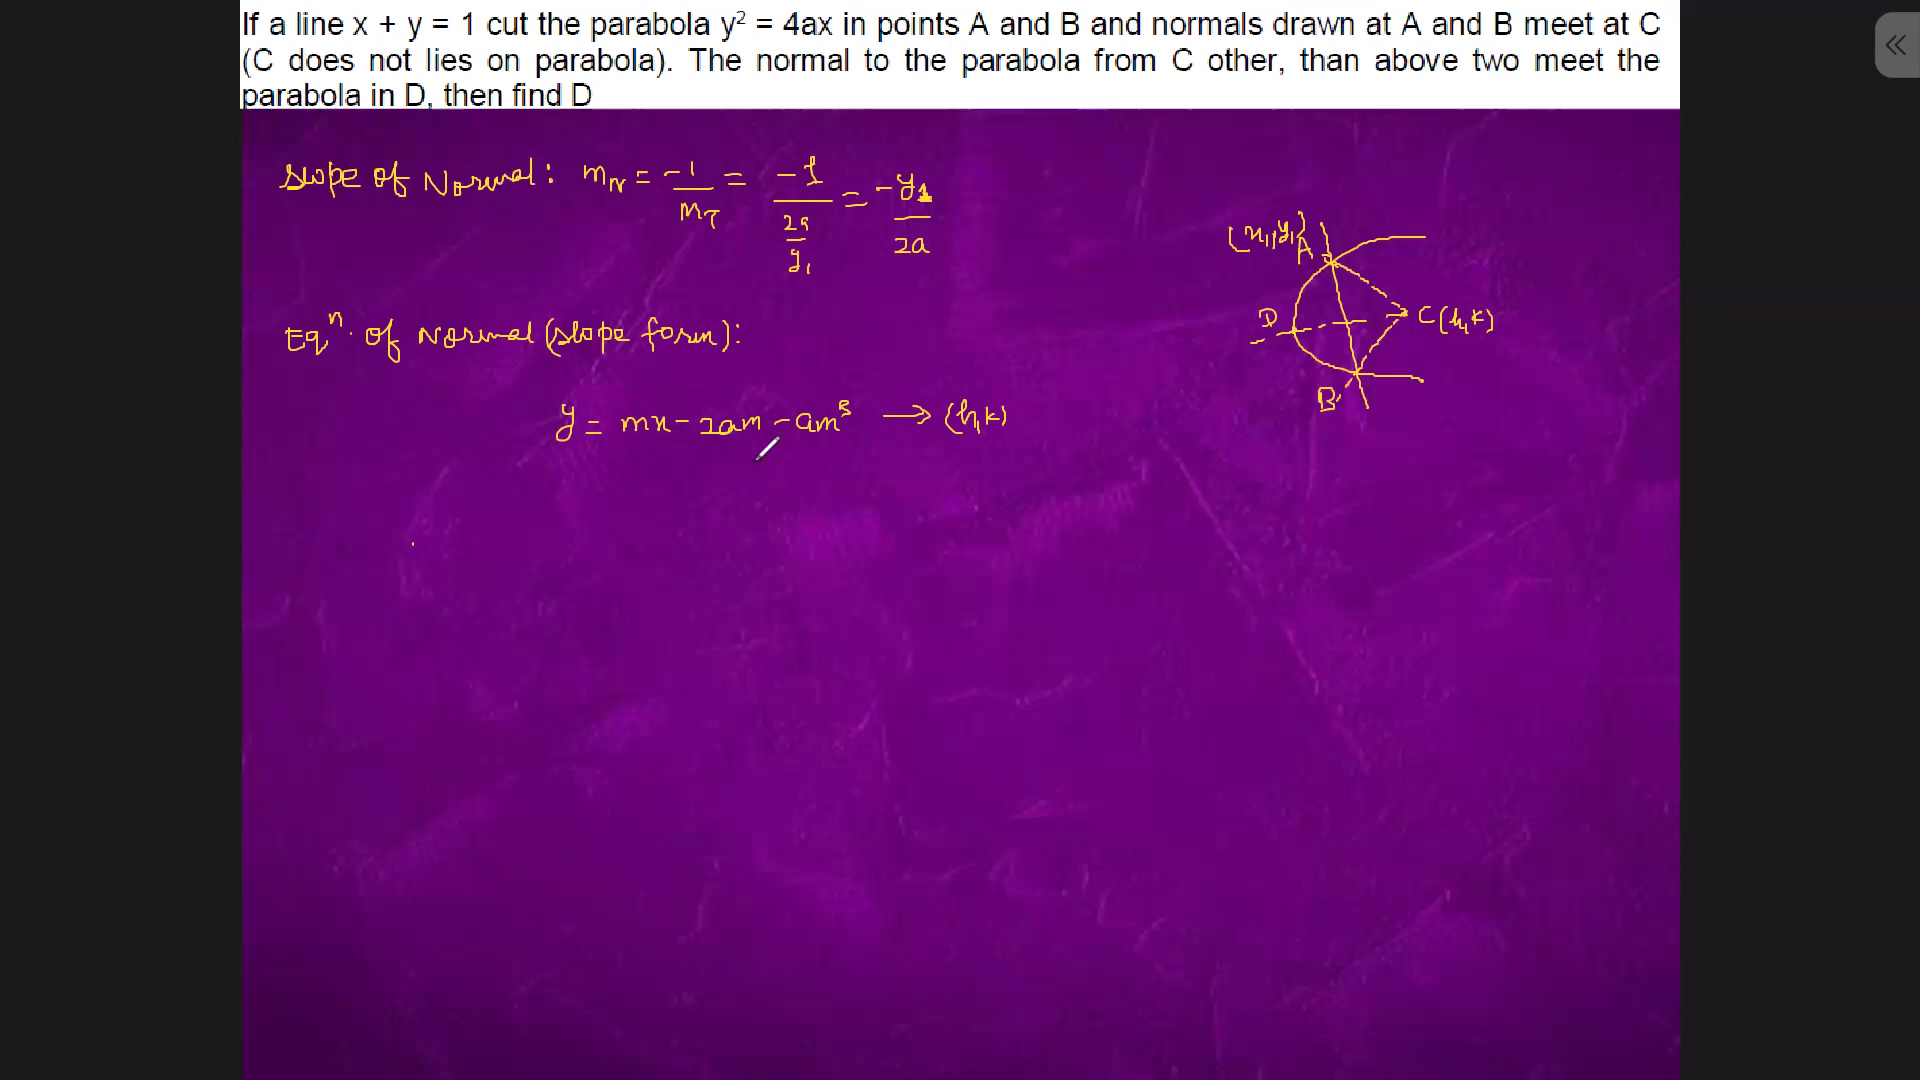 If a line x + y = 1 cut the parabola y² = 4ax in points A and B and normals drawn at A and B meet at C
(C does not lies on parabola). The normal to the parabola from C other, than above two meet the
parabola in D, then find D
Slope of Normal: m_N = -1/m_T = -1/(2a/y₁) = -y₁/2a
(x₁,y₁)
A
D
C(h,k)
Eqⁿ. of Normal (slope form):
B
y = mx - 2am - am³ → (h,k)